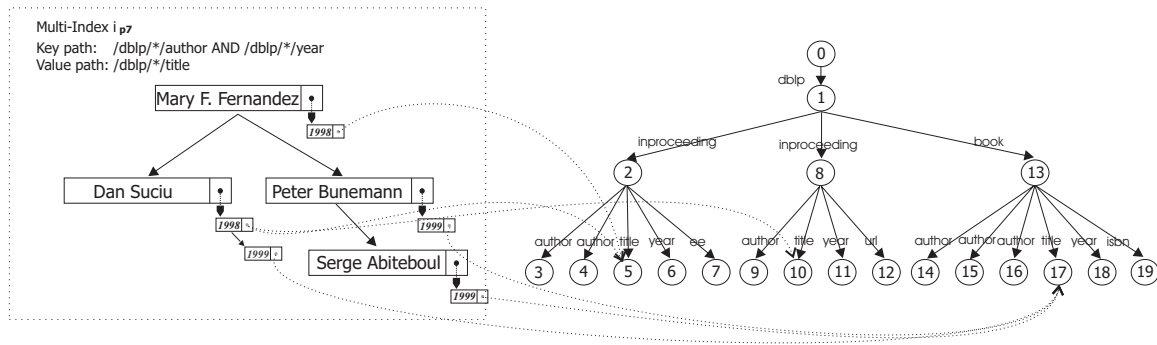 Multi-Index i p7
Key path: /dblp/*/author AND /dblp/*/year
Value path: /dblp/*/title
Mary F. Fernandez
1998
Dan Suciu
Peter Bunemann
1998
1999
1999
Serge Abiteboul
1999
0
dblp
1
inproceeding
inproceeding
book
2
8
13
author author title year ee
author title year url
author author author title year isbn
3 4 5 6 7
9 10 11 12
14 15 16 17 18 19